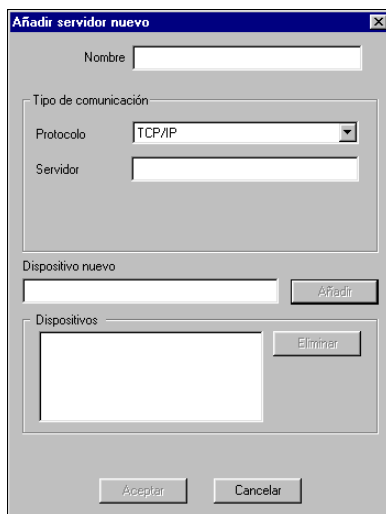 Añadir servidor nuevo
Nombre
Tipo de comunicación
Protocolo TCP/IP
Servidor
Dispositivo nuevo
Añadir
Dispositivos
Eliminar
Aceptar Cancelar